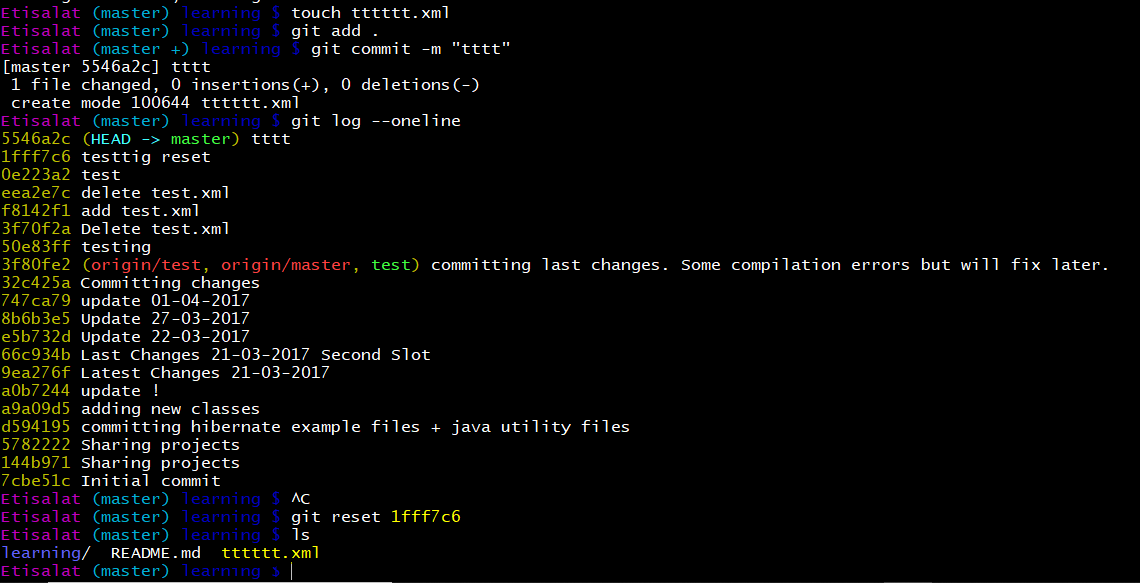 Etisalat (master) learning $ touch tttttt.xml
Etisalat (master) learning $ git add .
Etisalat (master +) learning $ git commit -m "tttt"
[master 5546a2c] tttt
 1 file changed, 0 insertions(+), 0 deletions(-)
 create mode 100644 tttttt.xml
Etisalat (master) learning $ git log --oneline
5546a2c (HEAD -> master) tttt
1fff7c6 testtig reset
0e223a2 test
eea2e7c delete test.xml
f8142f1 add test.xml
3f70f2a Delete test.xml
50e83ff testing
3f80fe2 (origin/test, origin/master, test) committing last changes. Some compilation errors but will fix later.
32c425a Committing changes
747ca79 update 01-04-2017
8b6b3e5 Update 27-03-2017
e5b732d Update 22-03-2017
66c934b Last Changes 21-03-2017 Second Slot
9ea276f Latest Changes 21-03-2017
a0b7244 update !
a9a09d5 adding new classes
d594195 committing hibernate example files + java utility files
5782222 Sharing projects
144b971 Sharing projects
7cbe51c Initial commit
Etisalat (master) learning $ ^C
Etisalat (master) learning $ git reset 1fff7c6
Etisalat (master) learning $ ls
learning/  README.md  tttttt.xml
Etisalat (master) learning $